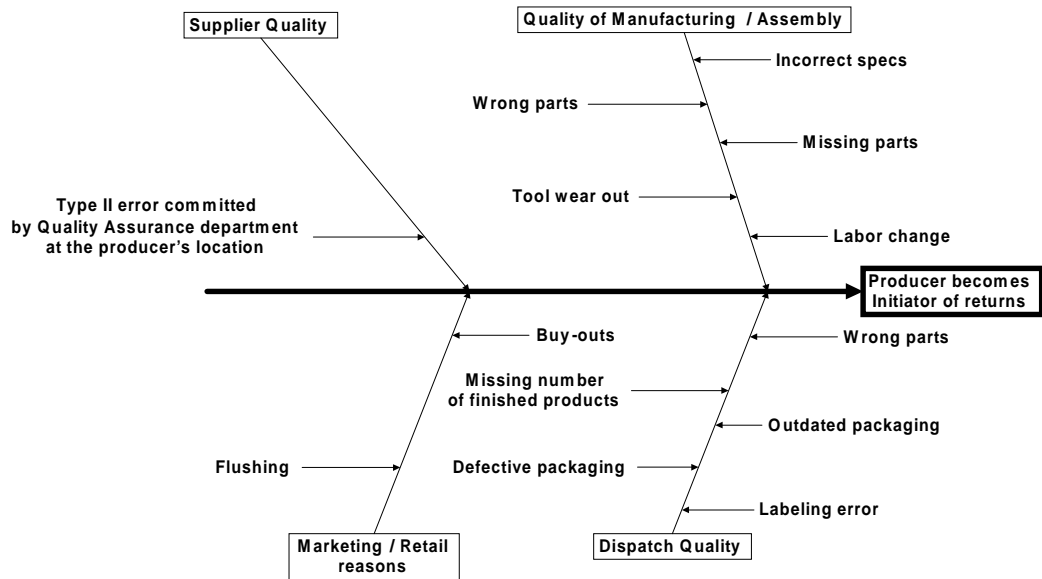 Supplier Quality
Quality of Manufacturing / Assembly
Incorrect specs
Wrong parts
Missing parts
Tool wear out
Type II error committed
by Quality Assurance department
at the producer's location
Labor change
Producer becomes
Initiator of returns
Buy-outs
Wrong parts
Missing number
of finished products
Outdated packaging
Flushing
Defective packaging
Labeling error
Marketing / Retail
reasons
Dispatch Quality